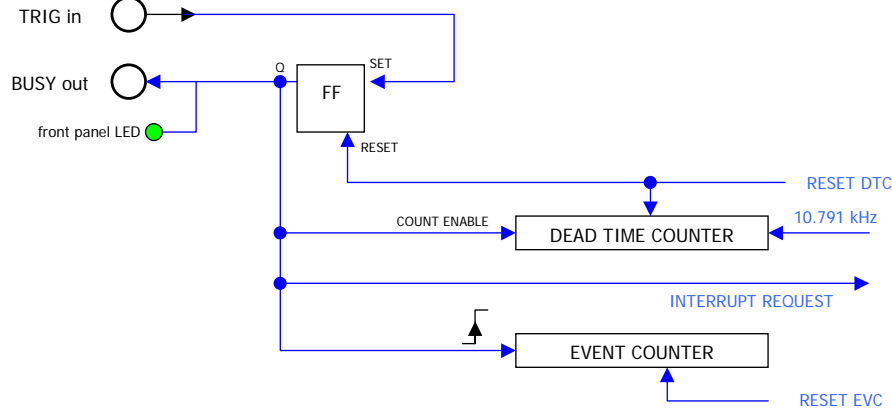 TRIG in
Q
SET
BUSY out
FF
front panel LED
RESET
RESET DTC
10.791 kHz
COUNT ENABLE
DEAD TIME COUNTER
INTERRUPT REQUEST
EVENT COUNTER
RESET EVC